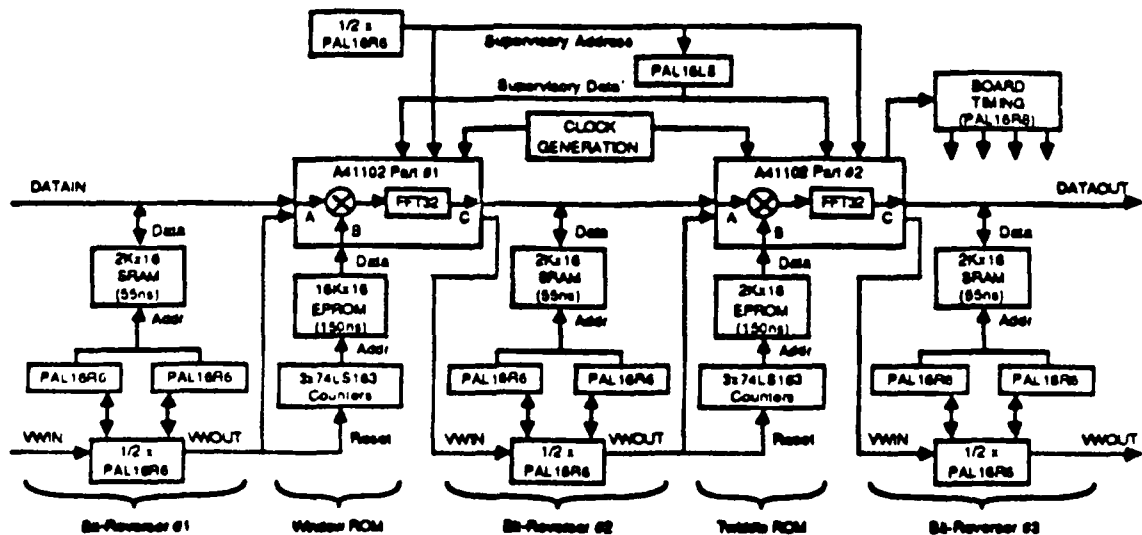 1/2 x
PAL16R6
Supervisory Address
PAL16L8
Supervisory Data
BOARD
TIMING
(PAL16R8)
CLOCK
GENERATION
A41102 Part #1
A41102 Part #2
DATAIN
A
FFT32
C
B
A
FFT32
C
B
DATAOUT
Data
Data
Data
Data
Data
2Kx16
SRAM
(55ns)
16Kx16
EPROM
(150ns)
2Kx16
SRAM
(55ns)
2Kx16
EPROM
(150ns)
2Kx16
SRAM
(55ns)
Addr
Addr
Addr
Addr
Addr
PAL16R6
PAL16R6
3x74LS163
Counters
PAL16R6
PAL16R6
3x74LS163
Counters
PAL16R6
PAL16R6
VWIN
1/2 x
PAL16R6
VWOUT
Reset
VWIN
1/2 x
PAL16R6
VWOUT
Reset
VWIN
1/2 x
PAL16R6
VWOUT
Bit-Reverser #1
Window ROM
Bit-Reverser #2
Twiddle ROM
Bit-Reverser #3